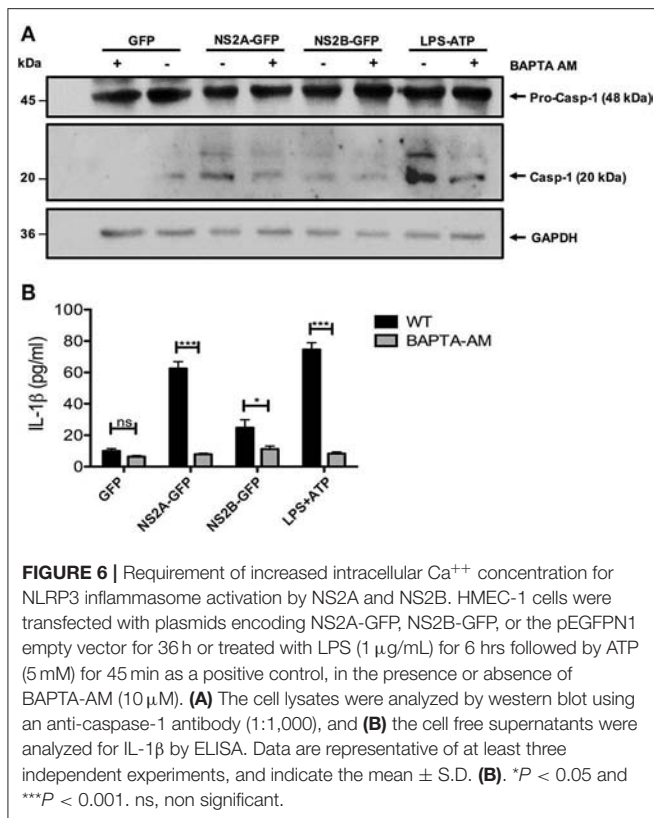 A
GFP NS2A-GFP NS2B-GFP LPS-ATP
kDa + - - + - + - + BAPTA AM
45 Pro-Casp-1 (48 kDa)
20 Casp-1 (20 kDa)
36 GAPDH
B
100
80
60
40
20
0
IL-1β (pg/ml)
ns
***
*
***
WT
BAPTA-AM
GFP
NS2A-GFP
NS2B-GFP
LPS+ATP
FIGURE 6 | Requirement of increased intracellular Ca++ concentration for
NLRP3 inflammasome activation by NS2A and NS2B. HMEC-1 cells were
transfected with plasmids encoding NS2A-GFP, NS2B-GFP, or the pEGFPN1
empty vector for 36 h or treated with LPS (1 μg/mL) for 6 hrs followed by ATP
(5 mM) for 45 min as a positive control, in the presence or absence of
BAPTA-AM (10 μM). (A) The cell lysates were analyzed by western blot using
an anti-caspase-1 antibody (1:1,000), and (B) the cell free supernatants were
analyzed for IL-1β by ELISA. Data are representative of at least three
independent experiments, and indicate the mean ± S.D. (B). *P < 0.05 and
***P < 0.001. ns, non significant.